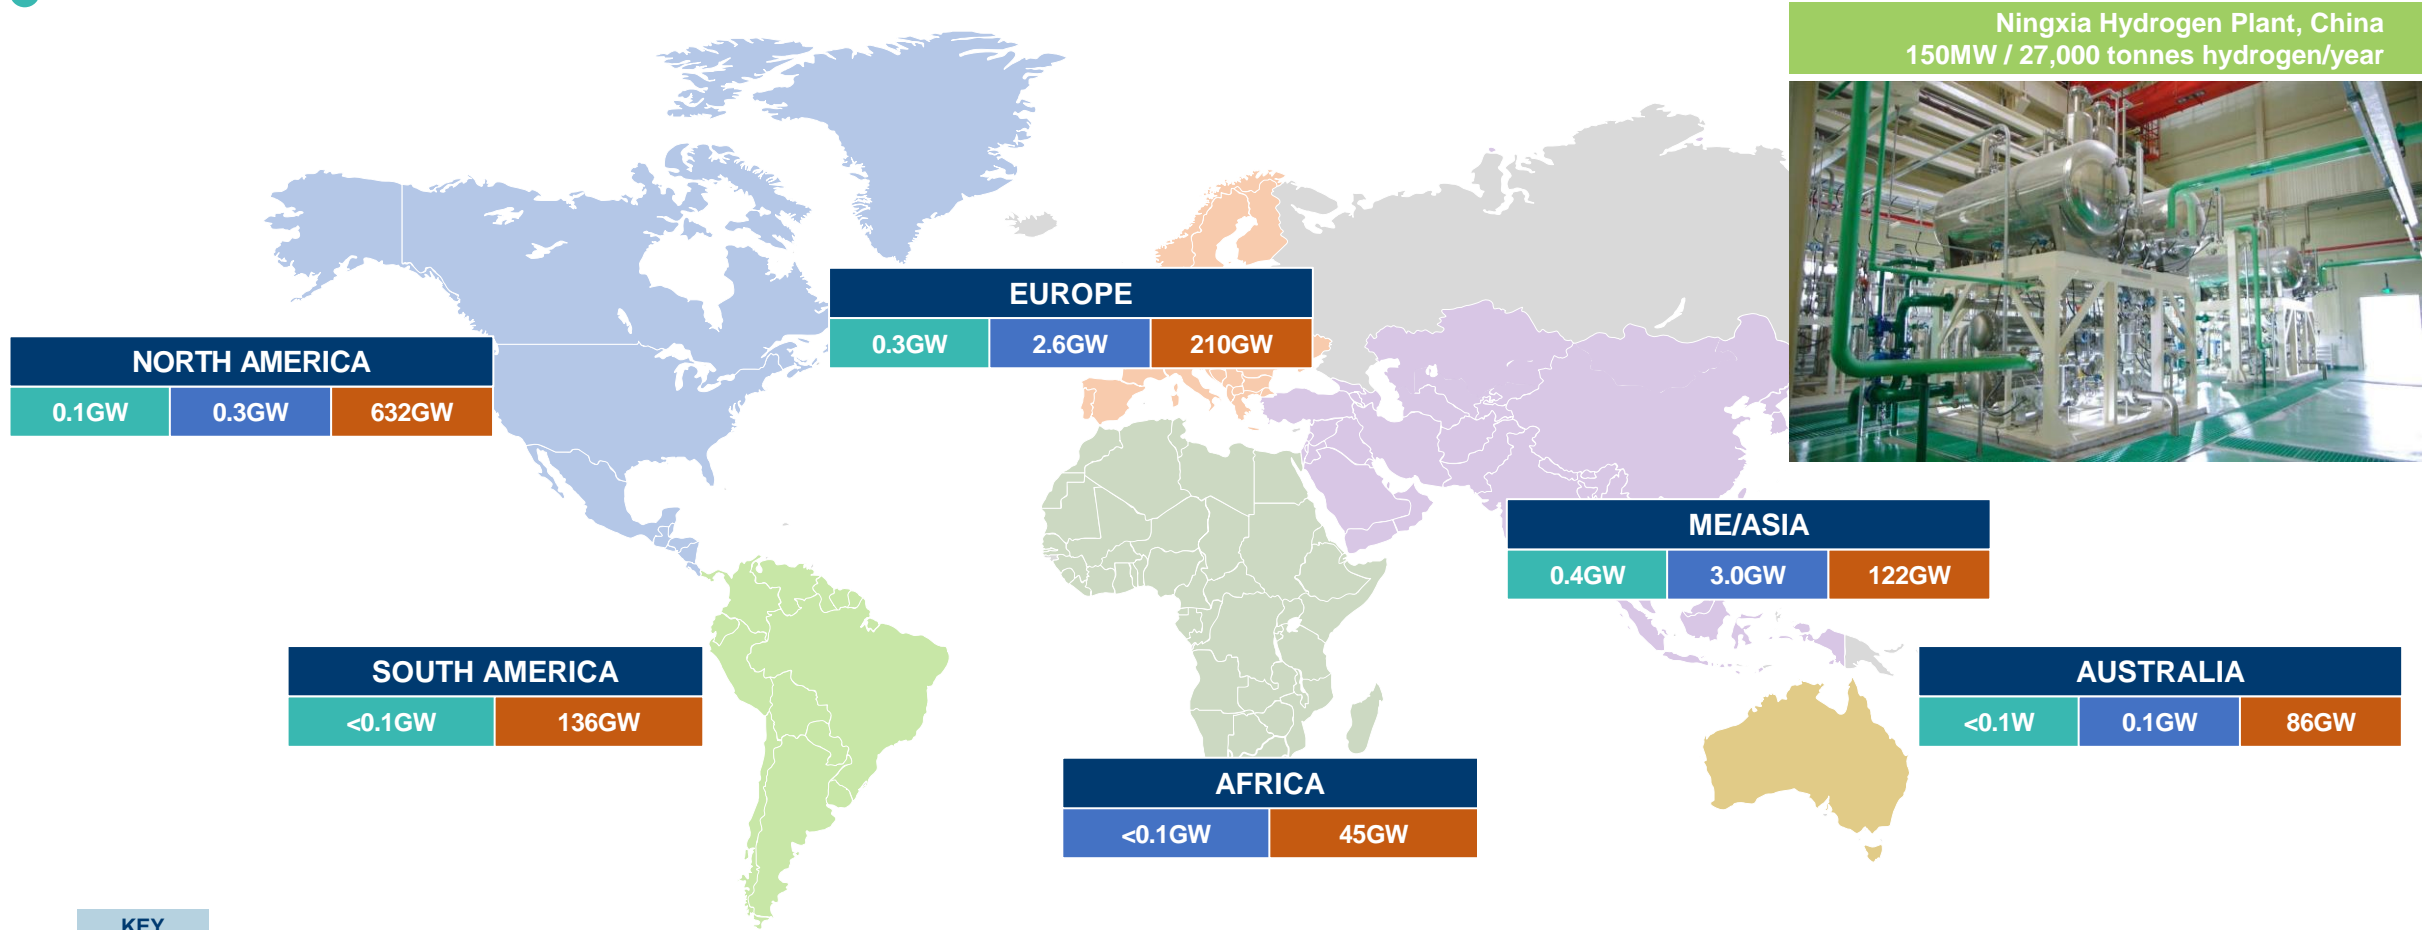 Ningxia Hydrogen Plant, China
150MW / 27,000 tonnes hydrogen/year
EUROPE
0.3GW 2.6GW 210GW
NORTH AMERICA
0.1GW 0.3GW 632GW
ME/ASIA
0.4GW 3.0GW 122GW
SOUTH AMERICA
<0.1GW 136GW
AUSTRALIA
<0.1W 0.1GW 86GW
AFRICA
<0.1GW 45GW
KEY